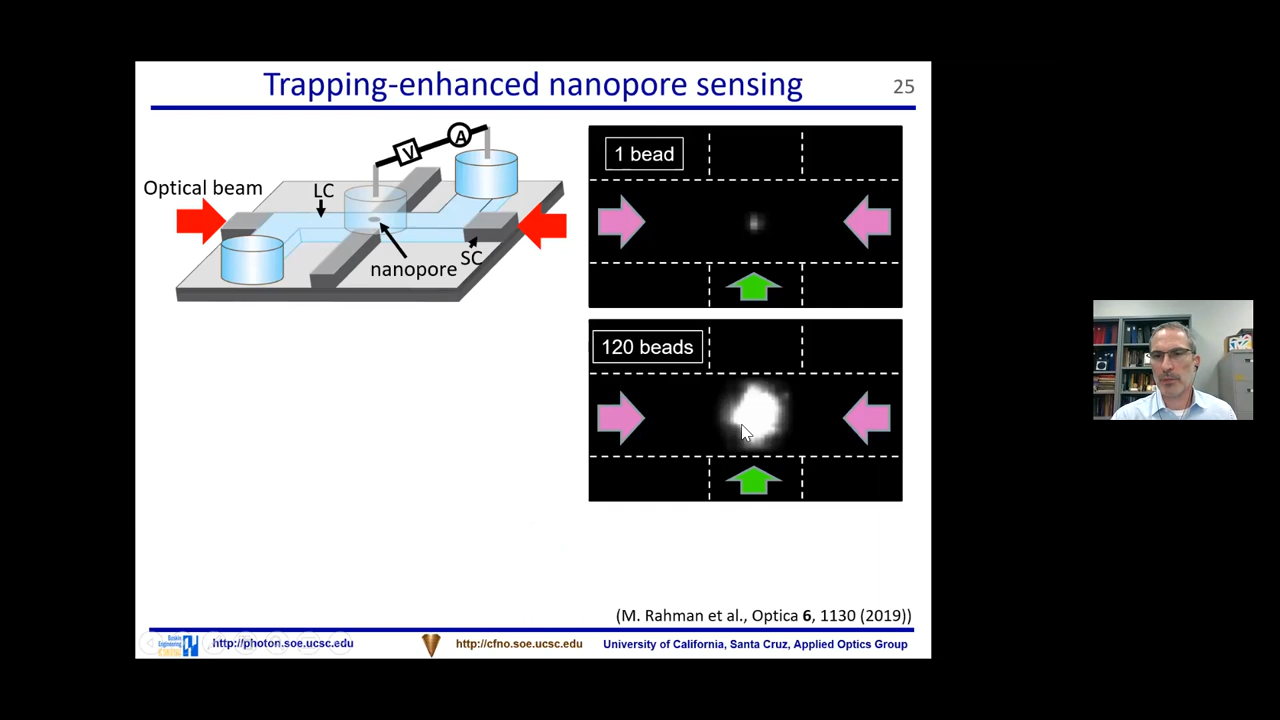 Trapping-enhanced nanopore sensing
25
V
A
Optical beam
LC
nanopore
SC
1 bead
120 beads
(M. Rahman et al., Optica 6, 1130 (2019))
Baskin
Engineering
http://photon.soe.ucsc.edu
http://cfno.soe.ucsc.edu
University of California, Santa Cruz, Applied Optics Group